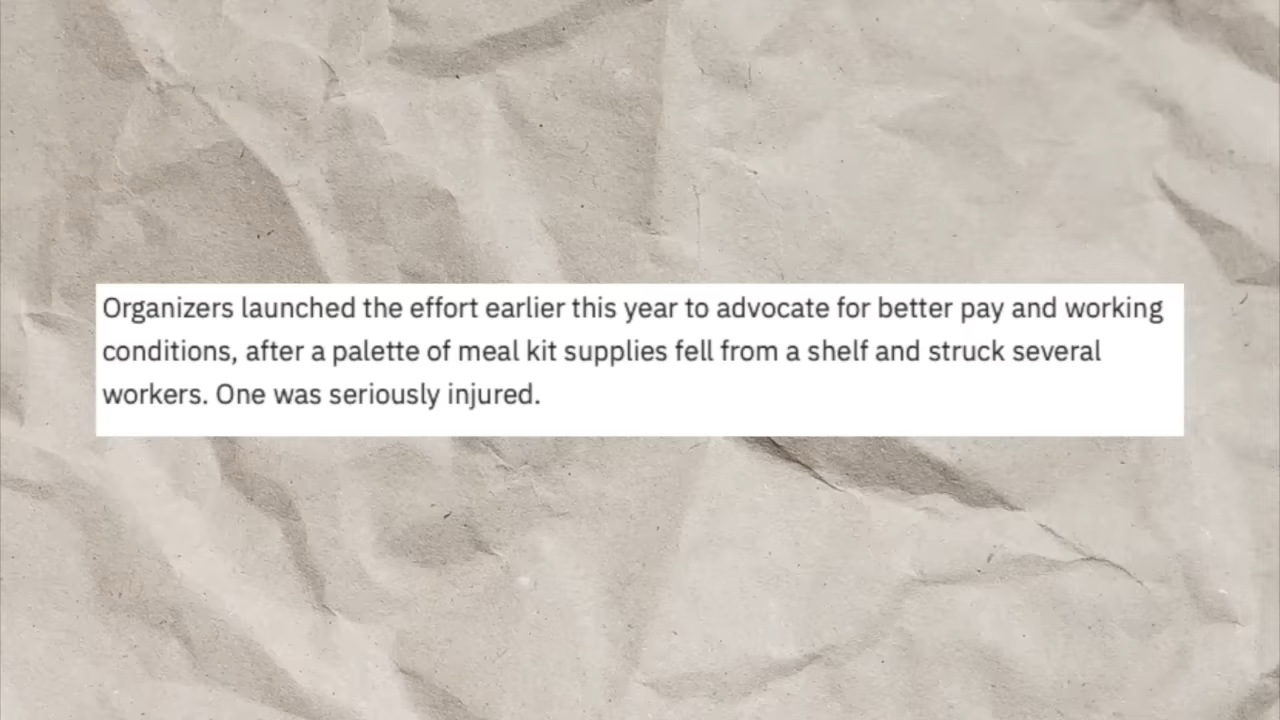 Organizers launched the effort earlier this year to advocate for better pay and working
conditions, after a palette of meal kit supplies fell from a shelf and struck several
workers. One was seriously injured.